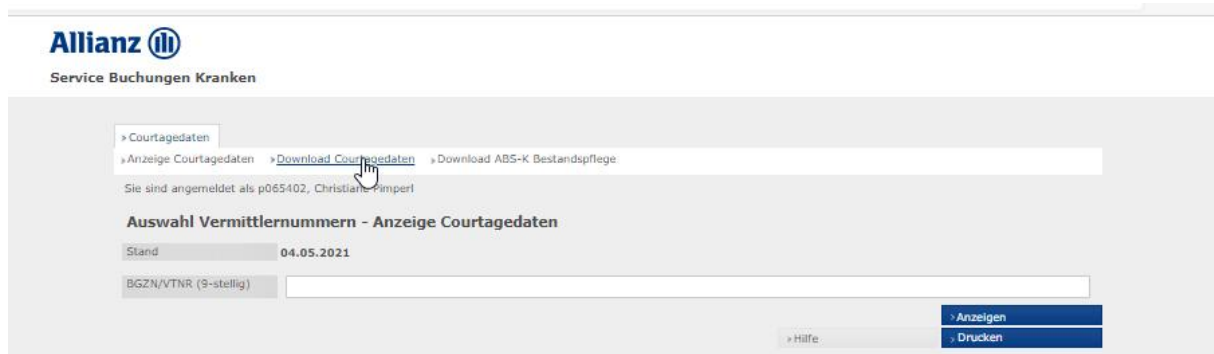 Allianz
Service Buchungen Kranken
» Courtagedaten
» Anzeige Courtagedaten » Download Courtagedaten » Download ABS-K Bestandspflege
Sie sind angemeldet als p065402, Christiane Pimperl
Auswahl Vermittlernummern - Anzeige Courtagedaten
Stand 04.05.2021
BGZN/VTNR (9-stellig)
› Anzeigen
» Hilfe › Drucken